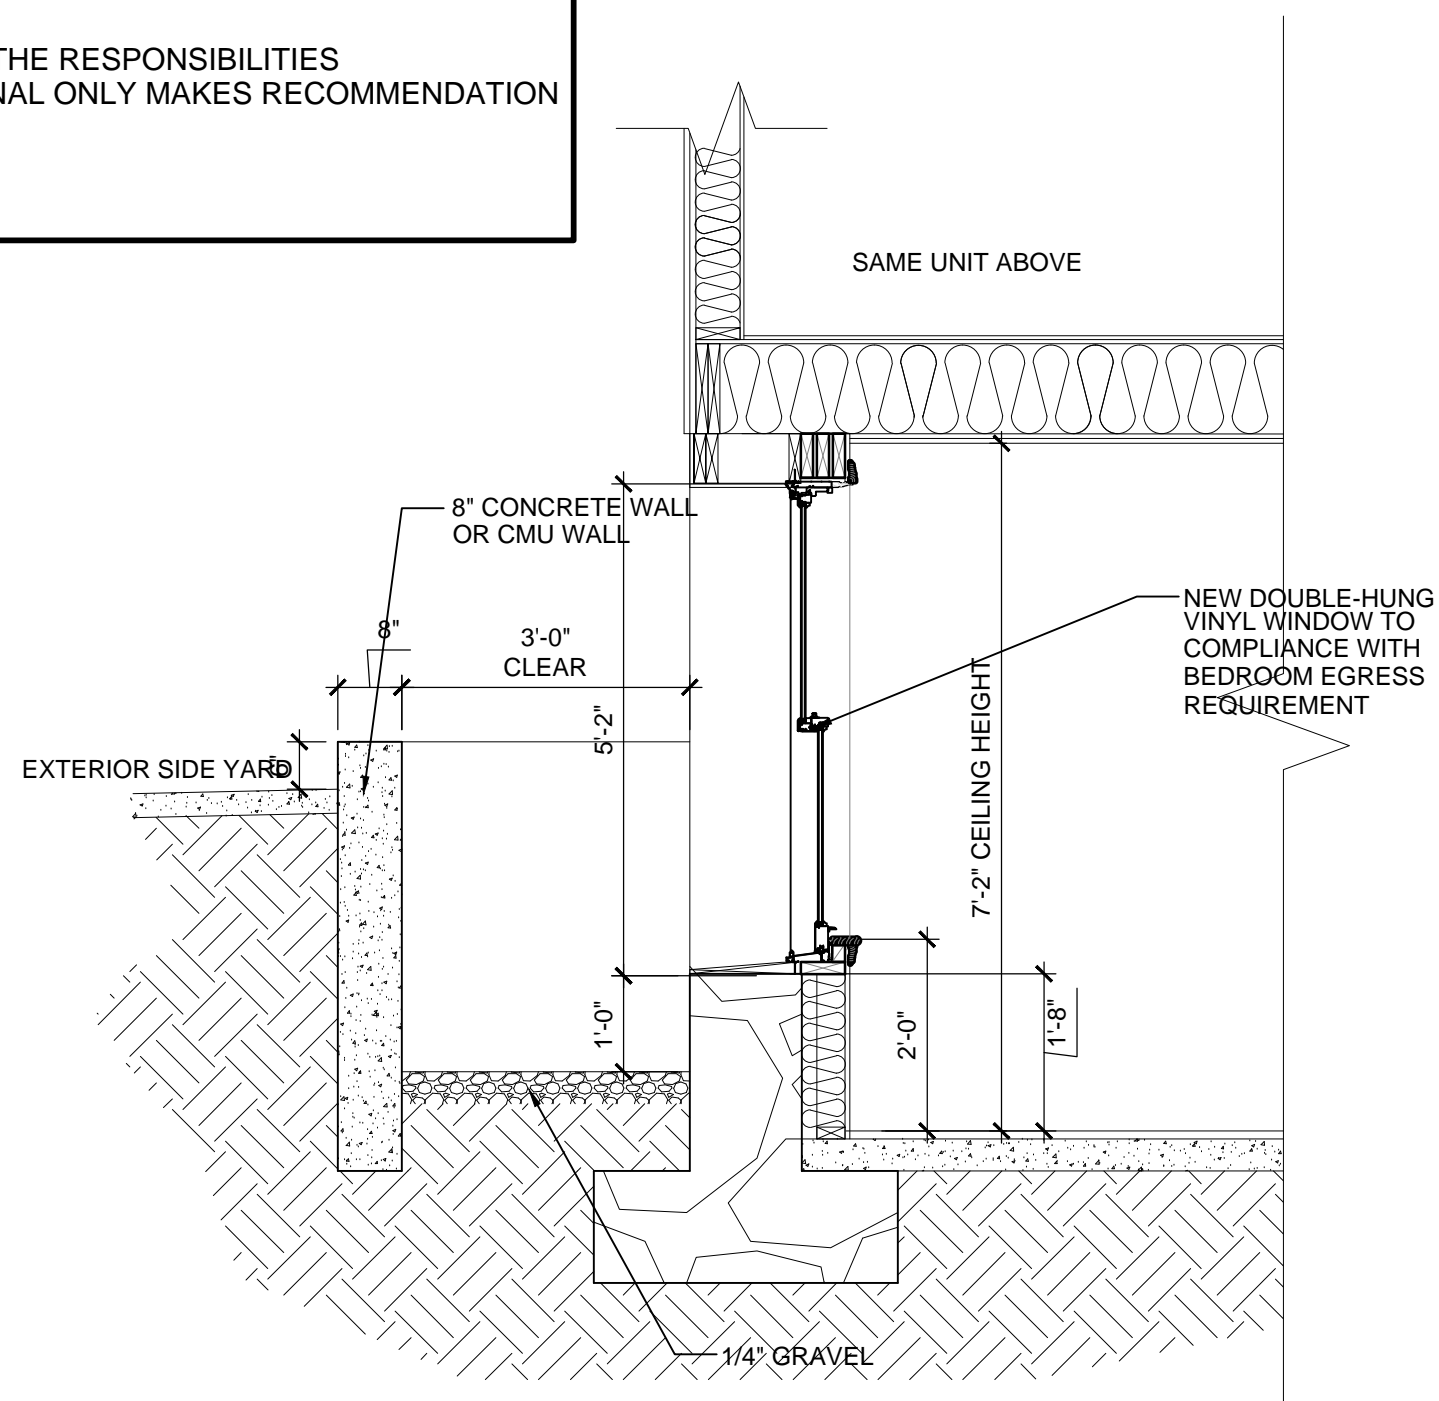 THE RESPONSIBILITIES
NAL ONLY MAKES RECOMMENDATION
SAME UNIT ABOVE
8" CONCRETE WALL
OR CMU WALL
8"
3'-0"
CLEAR
5'-2"
NEW DOUBLE-HUNG
VINYL WINDOW TO
COMPLIANCE WITH
BEDROOM EGRESS
REQUIREMENT
7'-2" CEILING HEIGHT
EXTERIOR SIDE YARD
1'-0"
2'-0"
1'-8"
1/4" GRAVEL